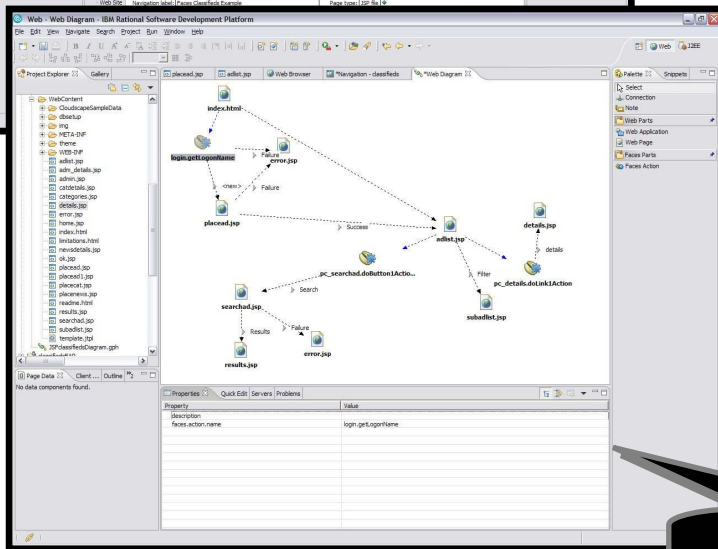 Web Site Navigation label: Faces Classifieds Example Page type: JSP file
Web - Web Diagram - IBM Rational Software Development Platform
File Edit View Navigate Search Project Run Window Help
Web J2EE
Project Explorer Gallery
placead.jsp adlist.jsp Web Browser *Navigation - classifieds *Web Diagram
Palette Snippets
WebContent
CloudscapeSampleData
dbsetup
img
META-INF
theme
WEB-INF
adlist.jsp
adm_details.jsp
admin.jsp
catdetails.jsp
categories.jsp
details.jsp
error.jsp
home.jsp
index.html
limitations.html
newsdetails.jsp
ok.jsp
placead.jsp
placead1.jsp
placecat.jsp
placenews.jsp
readme.html
results.jsp
searchad.jsp
subadlist.jsp
template.jtpl
JSPclassifiedsDiagram.gph
index.html
login.getLogonName
Failure
error.jsp
<new>
Failure
placead.jsp
Success
adlist.jsp
details.jsp
details
pc_searchad.doButton1Actio...
pc_details.doLink1Action
Search
Filter
searchad.jsp
subadlist.jsp
Results
Failure
results.jsp
error.jsp
Select
Connection
Note
Web Parts
Web Application
Web Page
Faces Parts
Faces Action
Page Data Client ... Outline
No data components found.
Properties Quick Edit Servers Problems
Property Value
description
faces.action.name login.getLogonName